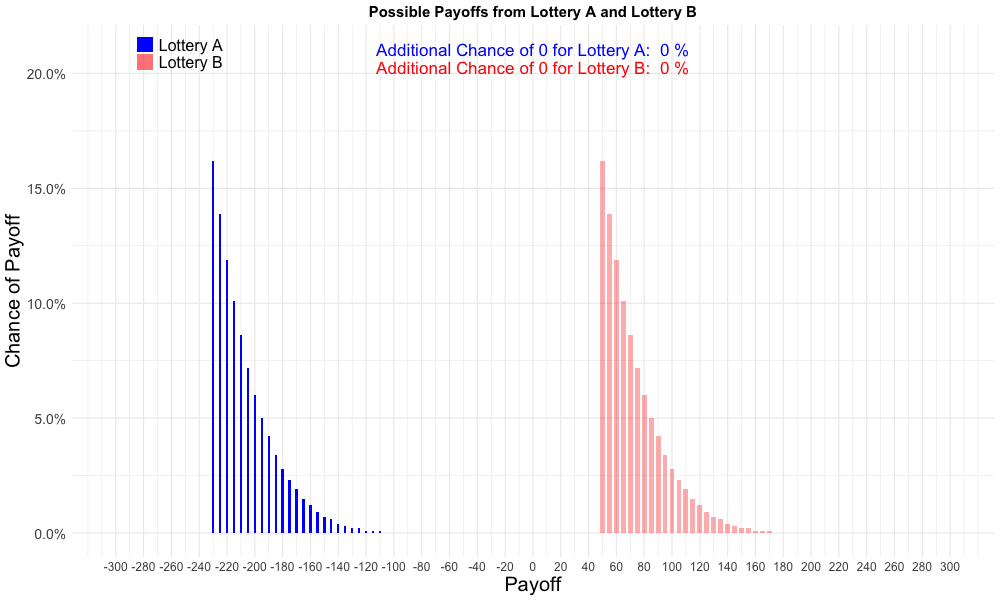 Possible Payoffs from Lottery A and Lottery B
Lottery A
Lottery B
Additional Chance of 0 for Lottery A:  0 %
Additional Chance of 0 for Lottery B:  0 %
Chance of Payoff
20.0%
15.0%
10.0%
5.0%
0.0%
-300 -280 -260 -240 -220 -200 -180 -160 -140 -120 -100 -80 -60 -40 -20 0 20 40 60 80 100 120 140 160 180 200 220 240 260 280 300
Payoff